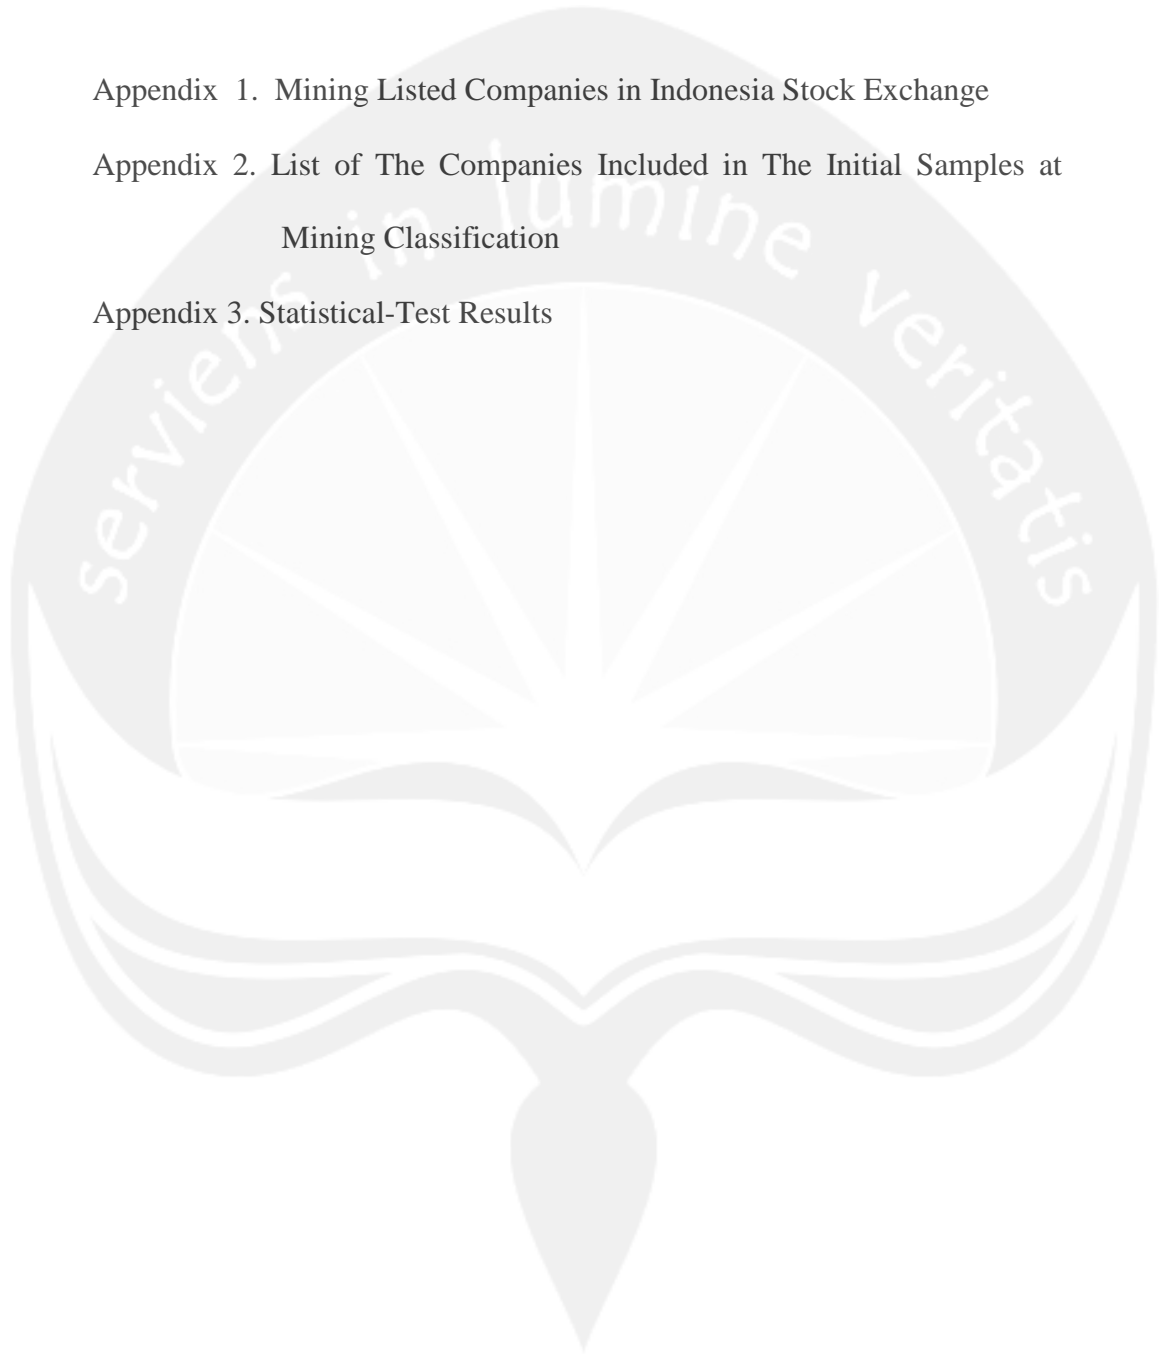 Appendix 1. Mining Listed Companies in Indonesia Stock Exchange
Appendix 2. List of The Companies Included in The Initial Samples at
Mining Classification
Appendix 3. Statistical-Test Results
serviens in lumine veritatis